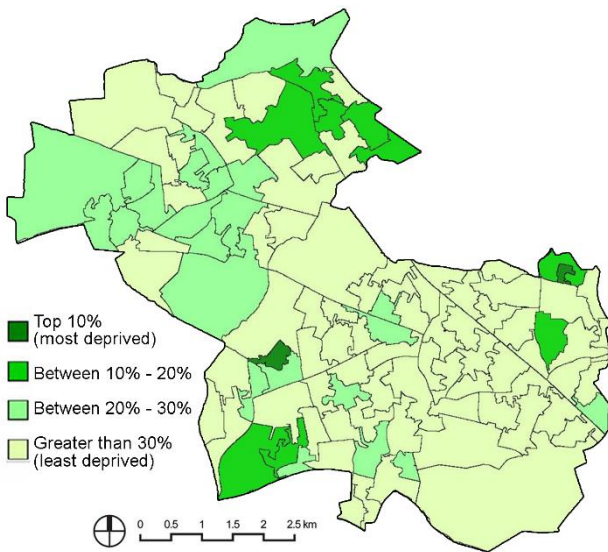 Top 10%
(most deprived)
Between 10% - 20%
Between 20% - 30%
Greater than 30%
(least deprived)
0 0.5 1 1.5 2 2.5 km